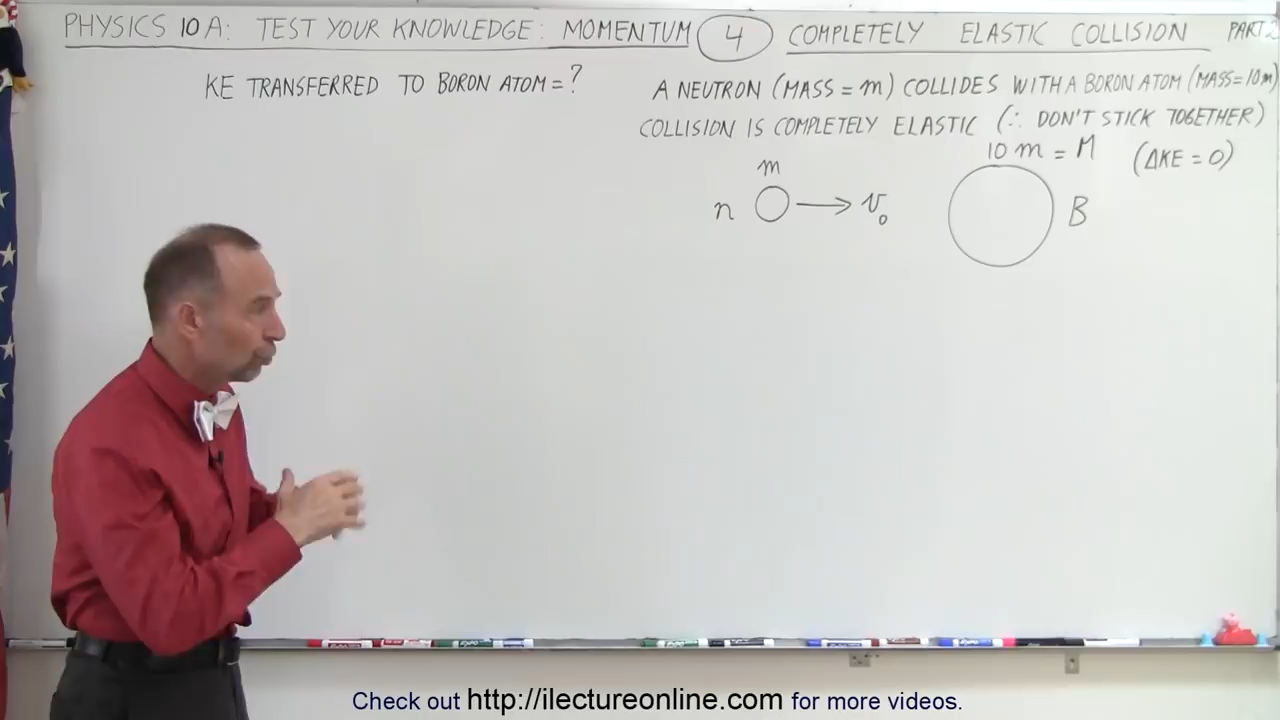 PHYSICS 10A: TEST YOUR KNOWLEDGE: MOMENTUM 4 COMPLETELY ELASTIC COLLISION PART 2
KE TRANSFERRED TO BORON ATOM = ?
A NEUTRON (MASS = m) COLLIDES WITH A BORON ATOM (MASS = 10m)
COLLISION IS COMPLETELY ELASTIC (∴ DON'T STICK TOGETHER)
10 m = M (ΔKE = 0)
m
n → v₀ B
Check out http://ilectureonline.com for more videos.